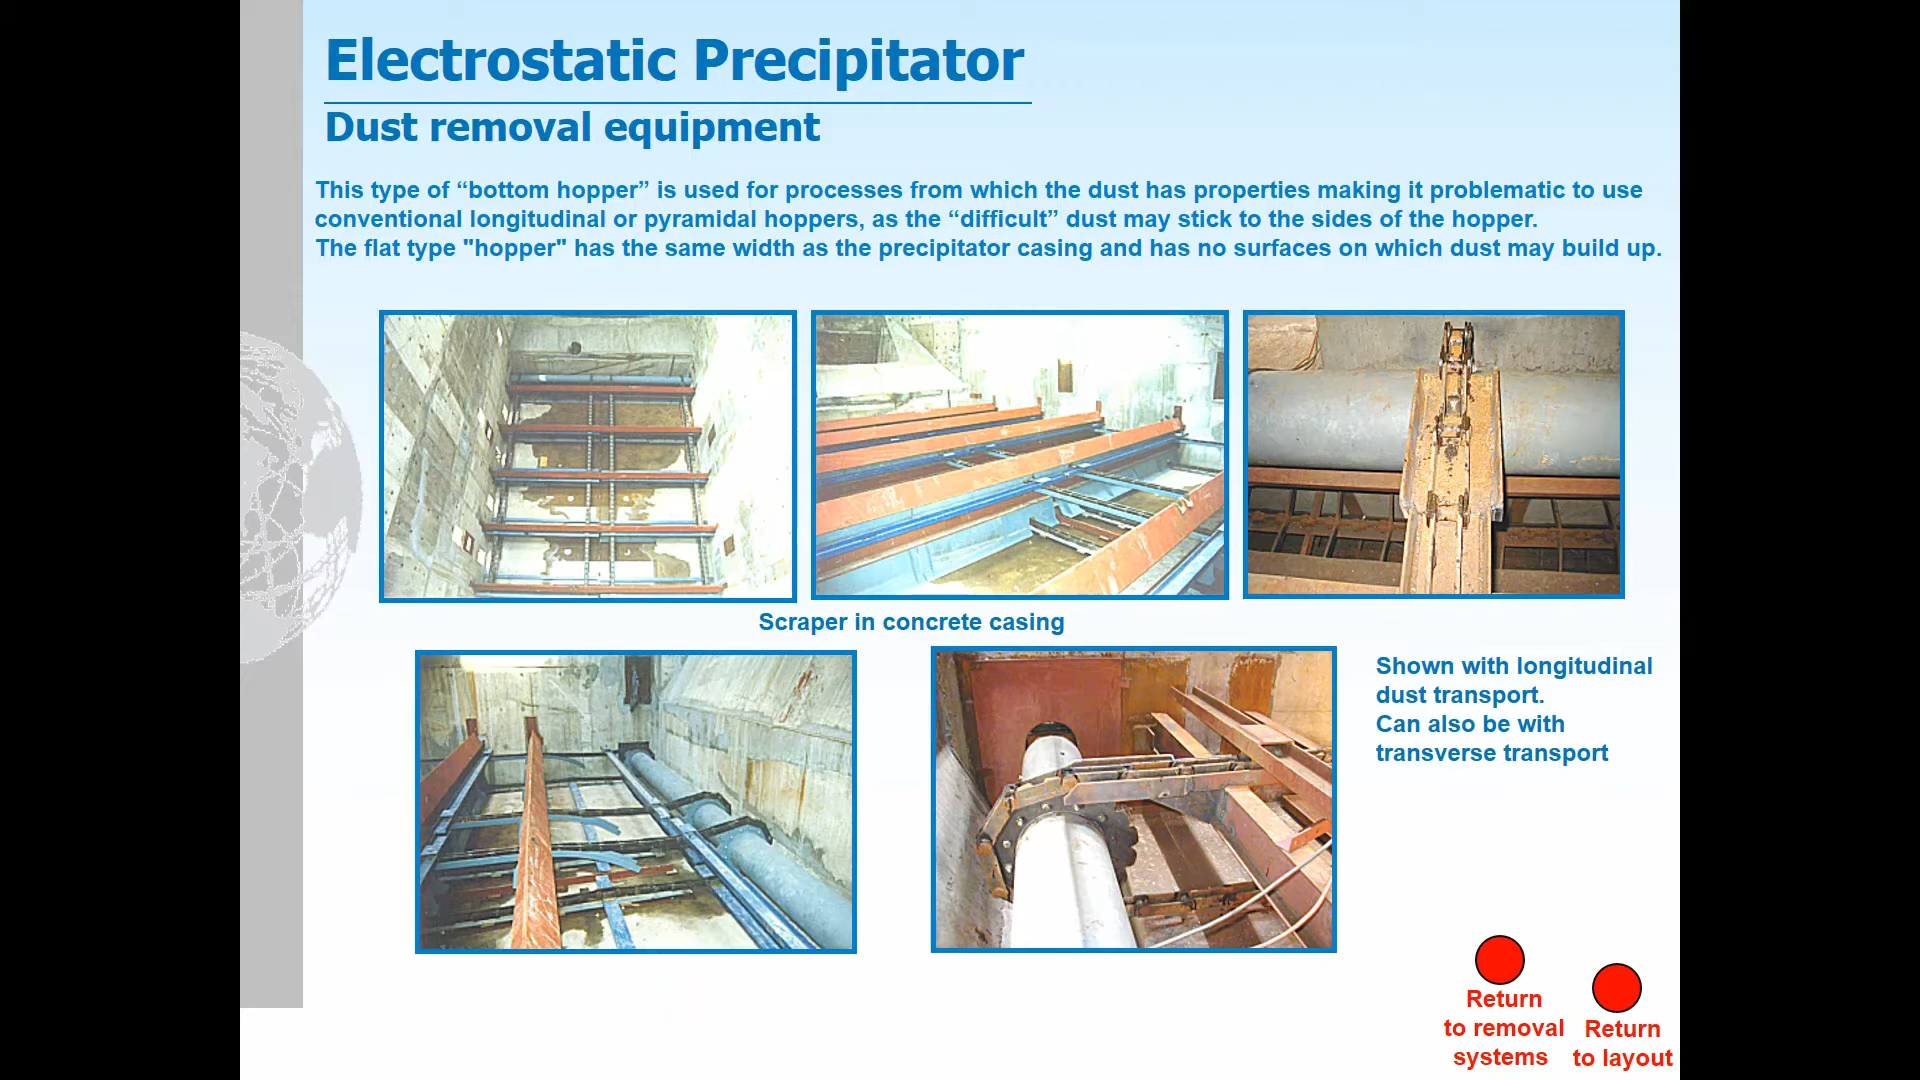 Electrostatic Precipitator
Dust removal equipment
This type of “bottom hopper” is used for processes from which the dust has properties making it problematic to use
conventional longitudinal or pyramidal hoppers, as the “difficult” dust may stick to the sides of the hopper.
The flat type "hopper" has the same width as the precipitator casing and has no surfaces on which dust may build up.
Scraper in concrete casing
Shown with longitudinal
dust transport.
Can also be with
transverse transport
Return
to removal
systems
Return
to layout